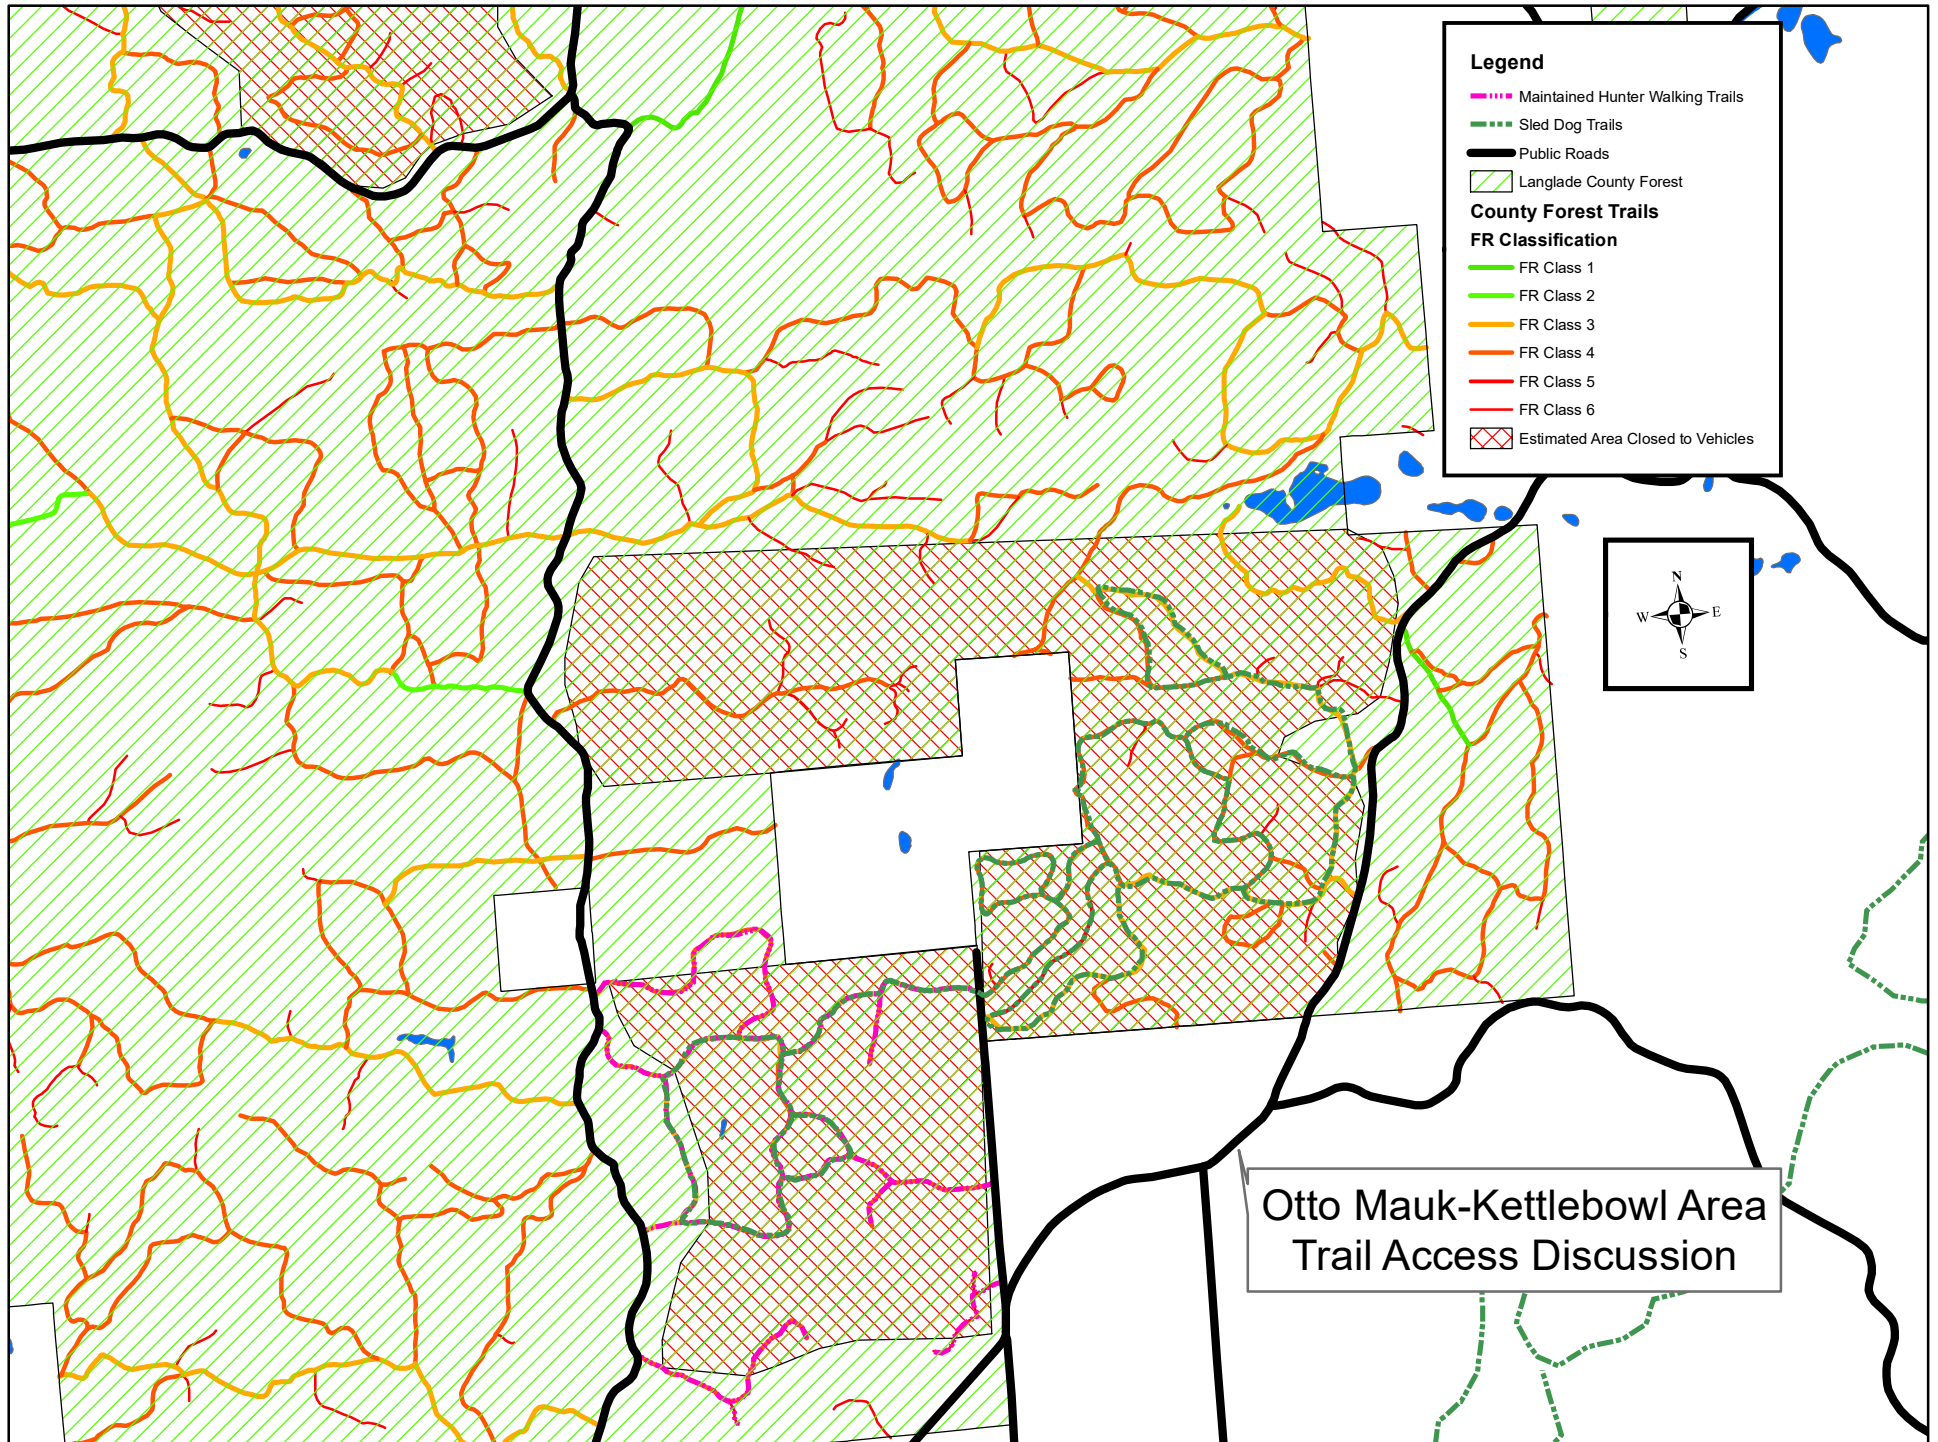 Legend
Maintained Hunter Walking Trails
Sled Dog Trails
Public Roads
Langlade County Forest
County Forest Trails
FR Classification
FR Class 1
FR Class 2
FR Class 3
FR Class 4
FR Class 5
FR Class 6
Estimated Area Closed to Vehicles
N
W E
S
Otto Mauk-Kettlebowl Area
Trail Access Discussion